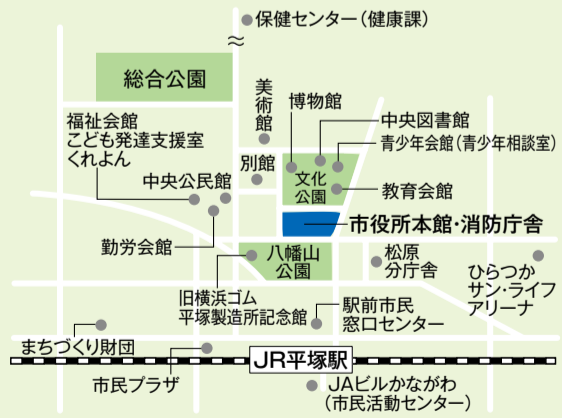 保健センター（健康課）
総合公園
美術館
博物館
中央図書館
青少年会館（青少年相談室）
福祉会館
こども発達支援室
くれよん
中央公民館
別館
文化
公園
教育会館
市役所本館・消防庁舎
勤労会館
八幡山
公園
松原
分庁舎
ひらつか
サン・ライフ
アリーナ
旧横浜ゴム
平塚製造所記念館
駅前市民
窓口センター
まちづくり財団
市民プラザ
JR平塚駅
JAビルかながわ
（市民活動センター）